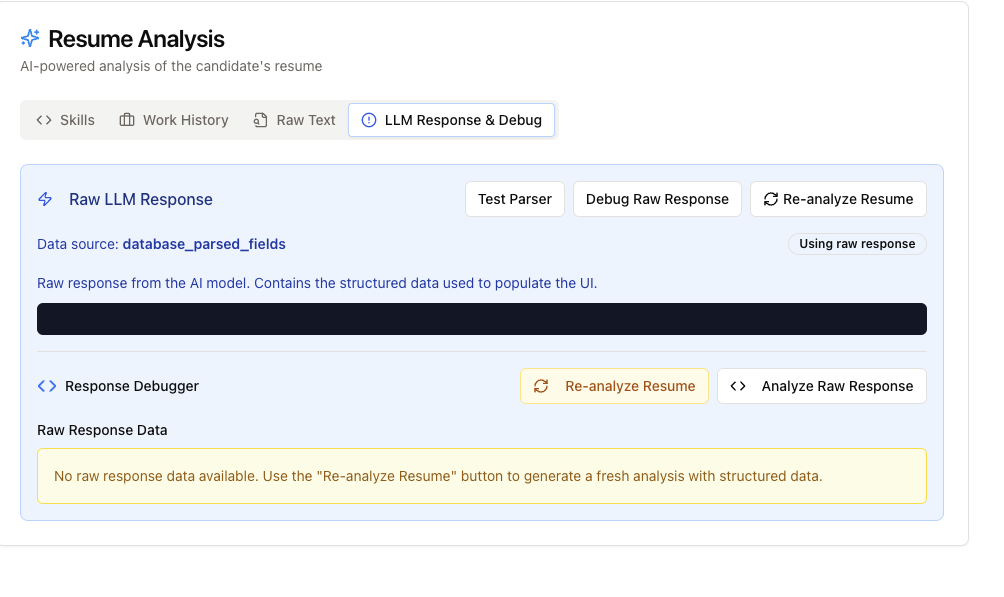 Resume Analysis
AI-powered analysis of the candidate's resume
Skills Work History Raw Text LLM Response & Debug
Raw LLM Response Test Parser Debug Raw Response Re-analyze Resume
Data source: database_parsed_fields Using raw response
Raw response from the AI model. Contains the structured data used to populate the UI.
Response Debugger Re-analyze Resume Analyze Raw Response
Raw Response Data
No raw response data available. Use the "Re-analyze Resume" button to generate a fresh analysis with structured data.